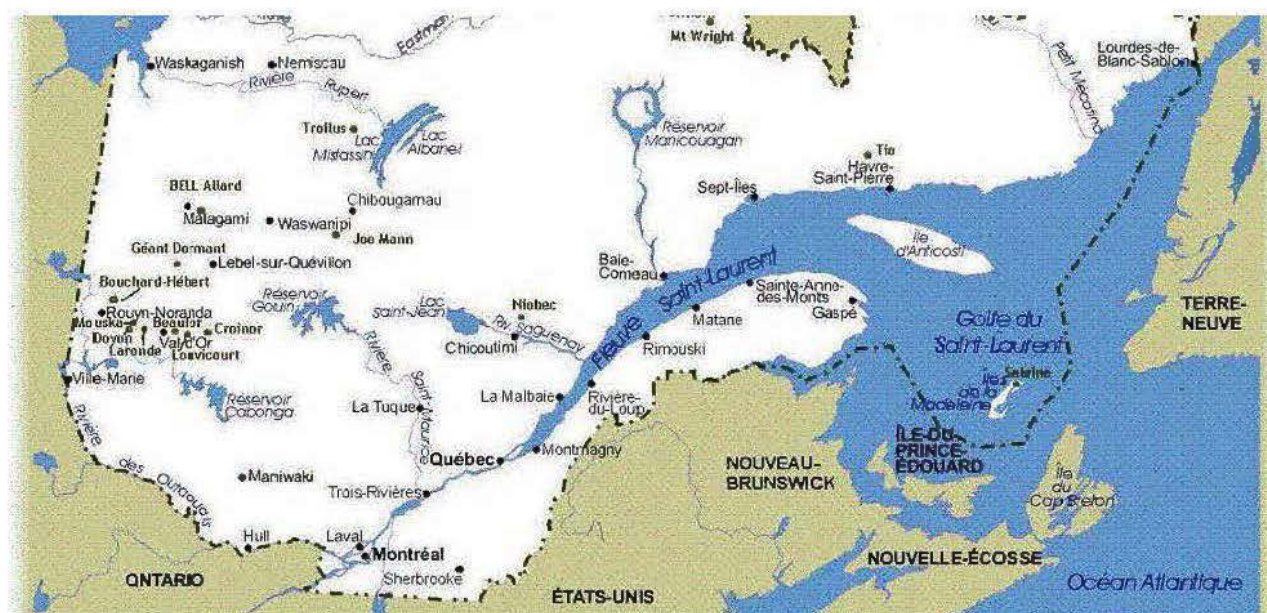 Mt Wright
Eastman
Petit Mécatina
Lourdes-de-
Blanc-Sablon
Waskaganish
Nemiscau
Rivière
Rupert
Troilus
Lac
Mistassin
Lac
Albanel
Réservoir
Manicouagan
Tio
Havre-
Saint-Pierre
Sept-Îles
BELL Allard
Matagami
Chibougamau
Waswanipi
Joe Mann
Île
d'Anticosti
Géant Dormant
Lebel-sur-Quévillon
Baie-
Comeau
Fleuve Saint-Laurent
Sainte-Anne-
des-Monts
Gaspé
Matane
Bouchard-Hébert
Rouyn-Noranda
Mouska
Doyon
Laronde
Beaufor
Val d'Or
Louvicourt
Croinor
Réservoir
Gouin
Lac
Saint-Jean
Niobec
Riv. Saguenay
Chicoutimi
Rimouski
Golfe du
Saint-Laurent
TERRE-
NEUVE
Ville-Marie
Réservoir
Cabonga
Rivière
Saint-Maurice
La Tuque
La Malbaie
Rivière-
du-Loup
Seleine
Îles
de la
Madeleine
Rivière
des Outaouais
Maniwaki
Québec
Montmagny
Trois-Rivières
NOUVEAU-
BRUNSWICK
ÎLE-DU-
PRINCE-
ÉDOUARD
Île
du
Cap Breton
Hull
Laval
Montréal
Sherbrooke
ONTARIO
ÉTATS-UNIS
NOUVELLE-ÉCOSSE
Océan Atlantique